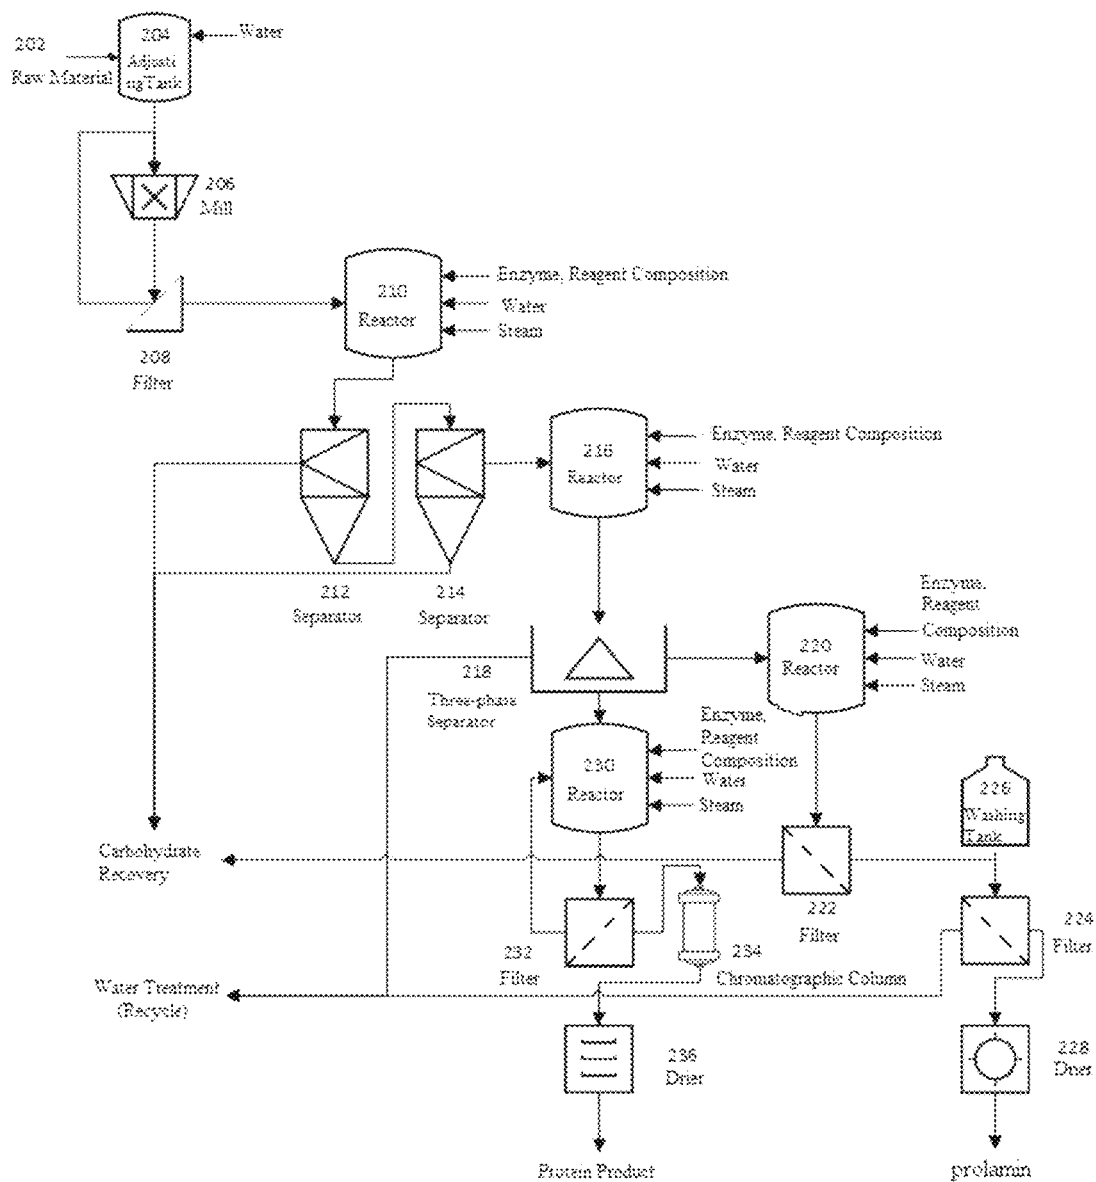 202
Raw Material
204
Adjusti
ngTank
Water
206
Mill
208
Filter
210
Reactor
Enzyme, Reagent Composition
Water
Steam
212
Separator
214
Separator
216
Reactor
Enzyme, Reagent Composition
Water
Steam
218
Three-phase
Separator
220
Reactor
Enzyme,
Reagent
Composition
Water
Steam
230
Reactor
Enzyme,
Reagent
Composition
Water
Steam
226
Washing
Tank
Carbohydrate
Recovery
222
Filter
224
Filter
232
Filter
234
Chromatographic Column
Water Treatment
(Recycle)
236
Drier
228
Drier
Protein Product
prolamin